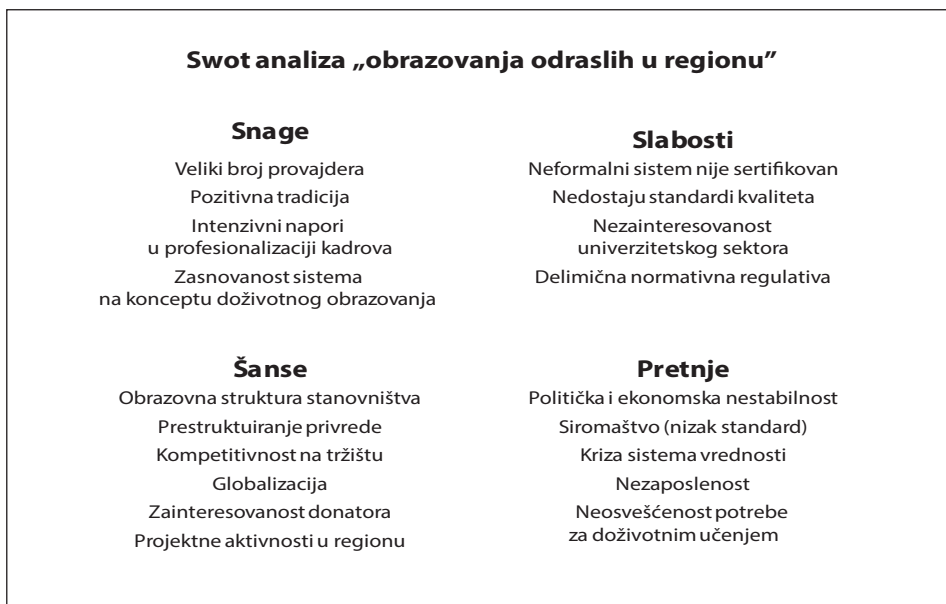 Swot analiza „obrazovanja odraslih u regionu”
Snage
Veliki broj provajdera
Pozitivna tradicija
Intenzivni napori
u profesionalizaciji kadrova
Zasnovanost sistema
na konceptu doživotnog obrazovanja
Slabosti
Neformalni sistem nije sertifikovan
Nedostaju standardi kvaliteta
Nezainteresovanost
univerzitetskog sektora
Delimična normativna regulativa
Šanse
Obrazovna struktura stanovništva
Prestruktuiranje privrede
Kompetitivnost na tržištu
Globalizacija
Zainteresovanost donatora
Projektne aktivnosti u regionu
Pretnje
Politička i ekonomska nestabilnost
Siromaštvo (nizak standard)
Kriza sistema vrednosti
Nezaposlenost
Neosvešćenost potrebe
za doživotnim učenjem